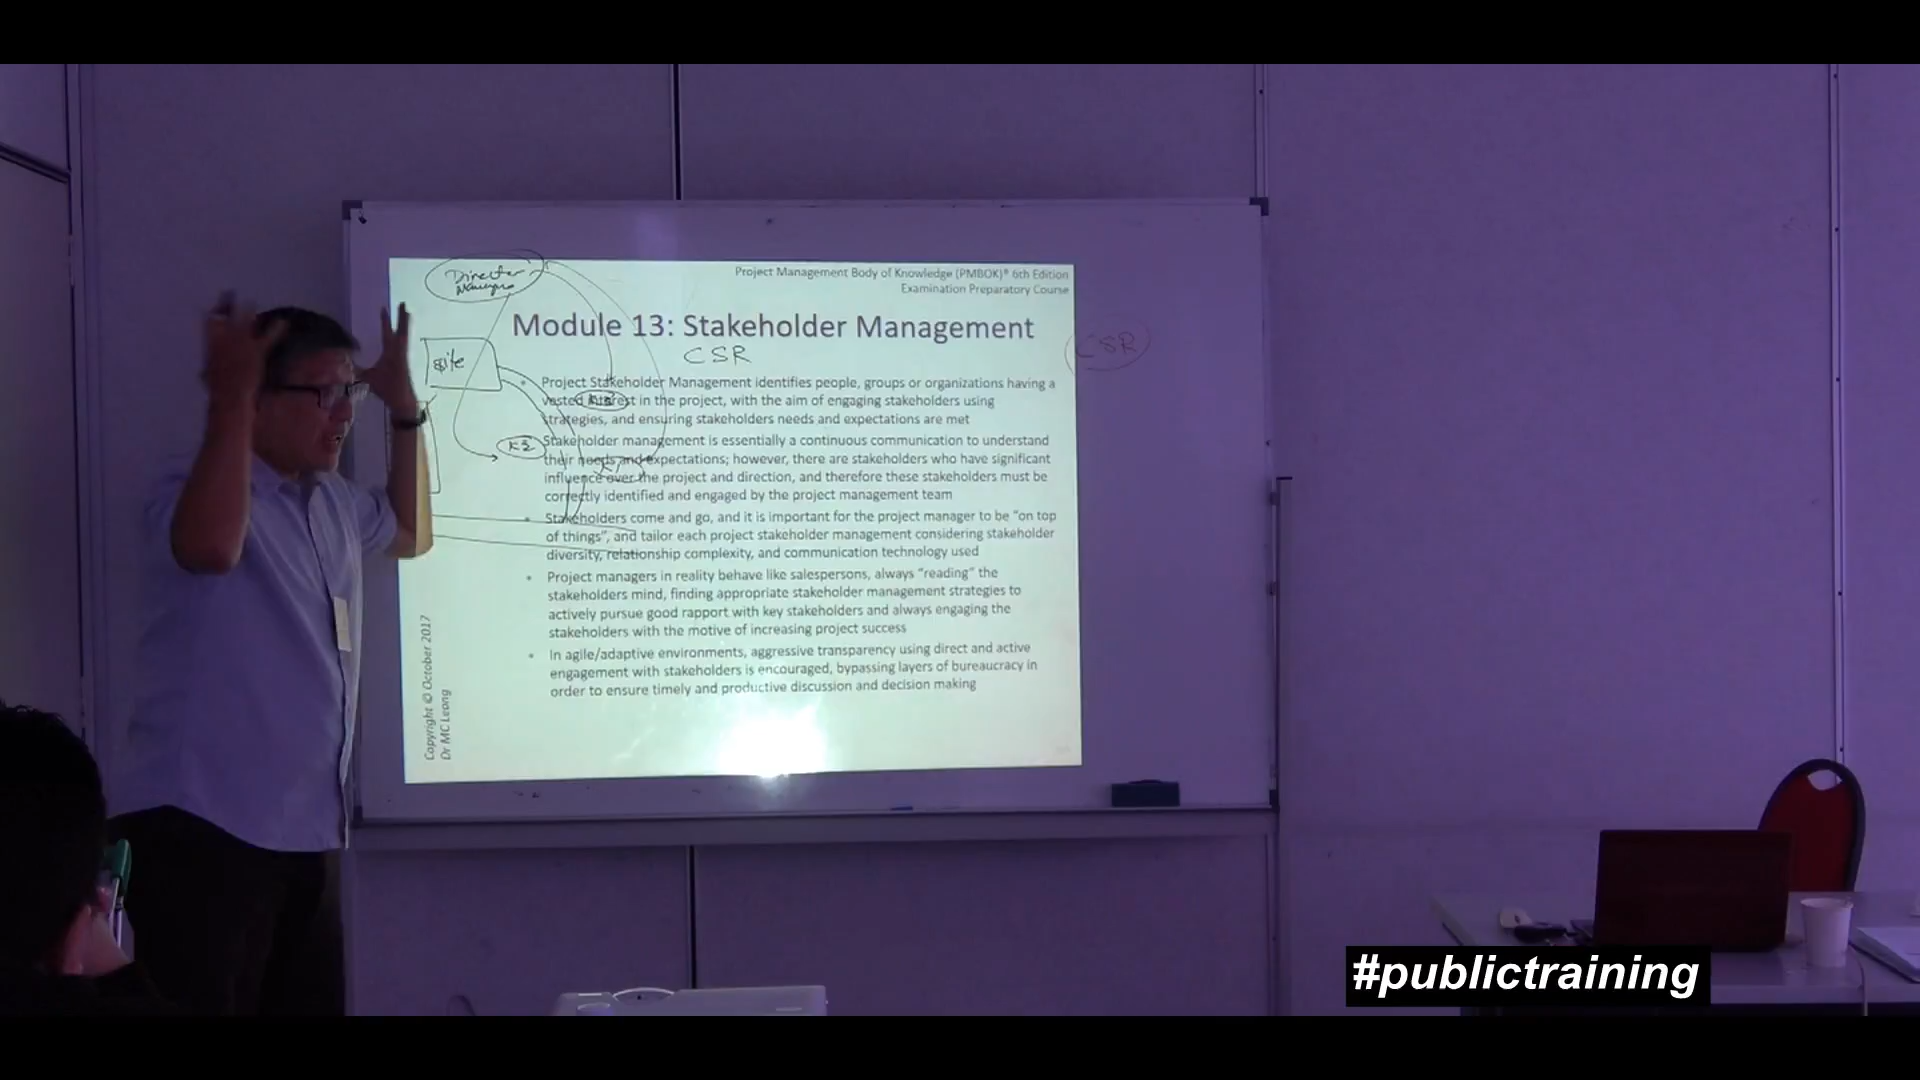 Project Management Body of Knowledge (PMBOK)® 6th Edition
Examination Preparatory Course
Director
Module 13: Stakeholder Management
CSR
CSR
site
• Project Stakeholder Management identifies people, groups or organizations having a
vested interest in the project, with the aim of engaging stakeholders using
strategies, and ensuring stakeholders needs and expectations are met
K3
Stakeholder management is essentially a continuous communication to understand
their needs and expectations; however, there are stakeholders who have significant
influence over the project and direction, and therefore these stakeholders must be
correctly identified and engaged by the project management team
• Stakeholders come and go, and it is important for the project manager to be "on top
of things", and tailor each project stakeholder management considering stakeholder
diversity, relationship complexity, and communication technology used
• Project managers in reality behave like salespersons, always "reading" the
stakeholders mind, finding appropriate stakeholder management strategies to
actively pursue good rapport with key stakeholders and always engaging the
stakeholders with the motive of increasing project success
• In agile/adaptive environments, aggressive transparency using direct and active
engagement with stakeholders is encouraged, bypassing layers of bureaucracy in
order to ensure timely and productive discussion and decision making
Copyright © October 2017
Dr MC Leong
#publictraining